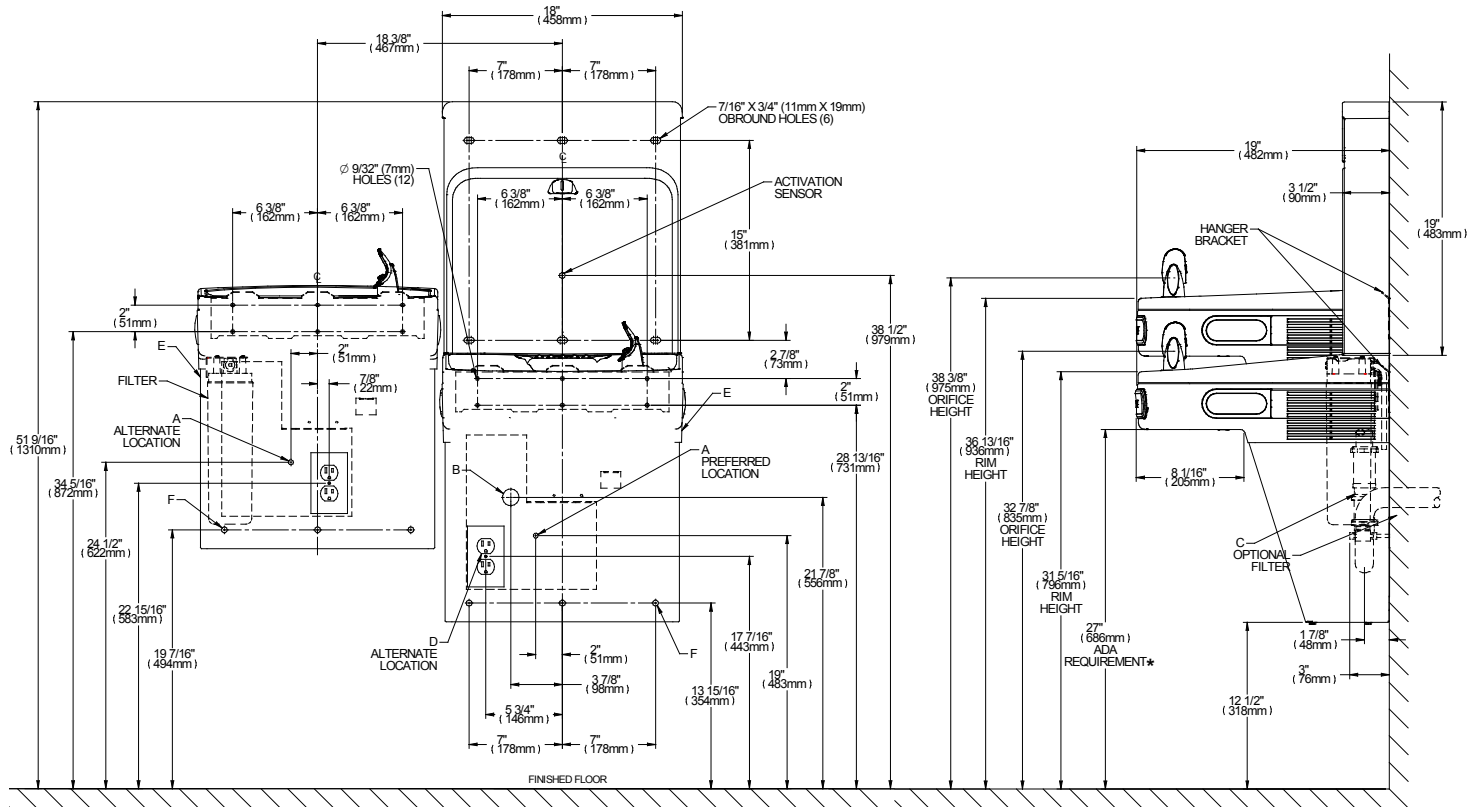 18"
(458mm)
18 3/8"
(467mm)
7"
(178mm)
7"
(178mm)
7/16" X 3/4" (11mm X 19mm)
OBROUND HOLES (6)
℄
∅ 9/32" (7mm)
HOLES (12)
ACTIVATION
SENSOR
6 3/8"
(162mm)
6 3/8"
(162mm)
6 3/8"
(162mm)
6 3/8"
(162mm)
15"
(381mm)
℄
2"
(51mm)
38 1/2"
(979mm)
2 7/8"
(73mm)
2"
(51mm)
E
2"
(51mm)
FILTER
7/8"
(22mm)
E
A
ALTERNATE
LOCATION
51 9/16"
(1310mm)
34 5/16"
(872mm)
28 13/16"
(731mm)
A
PREFERRED
LOCATION
B
F
24 1/2"
(622mm)
21 7/8"
(556mm)
22 15/16"
(583mm)
19 7/16"
(494mm)
D
ALTERNATE
LOCATION
F
17 7/16"
(443mm)
2"
(51mm)
19"
(483mm)
3 7/8"
(98mm)
13 15/16"
(354mm)
5 3/4"
(146mm)
7"
(178mm)
7"
(178mm)
FINISHED FLOOR
19"
(482mm)
3 1/2"
(90mm)
19"
(483mm)
HANGER
BRACKET
38 3/8"
(975mm)
ORIFICE
HEIGHT
36 13/16"
(936mm)
RIM
HEIGHT
8 1/16"
(205mm)
32 7/8"
(835mm)
ORIFICE
HEIGHT
C
OPTIONAL
FILTER
31 5/16"
(796mm)
RIM
HEIGHT
27"
(686mm)
ADA
REQUIREMENT*
1 7/8"
(48mm)
3"
(76mm)
12 1/2"
(318mm)